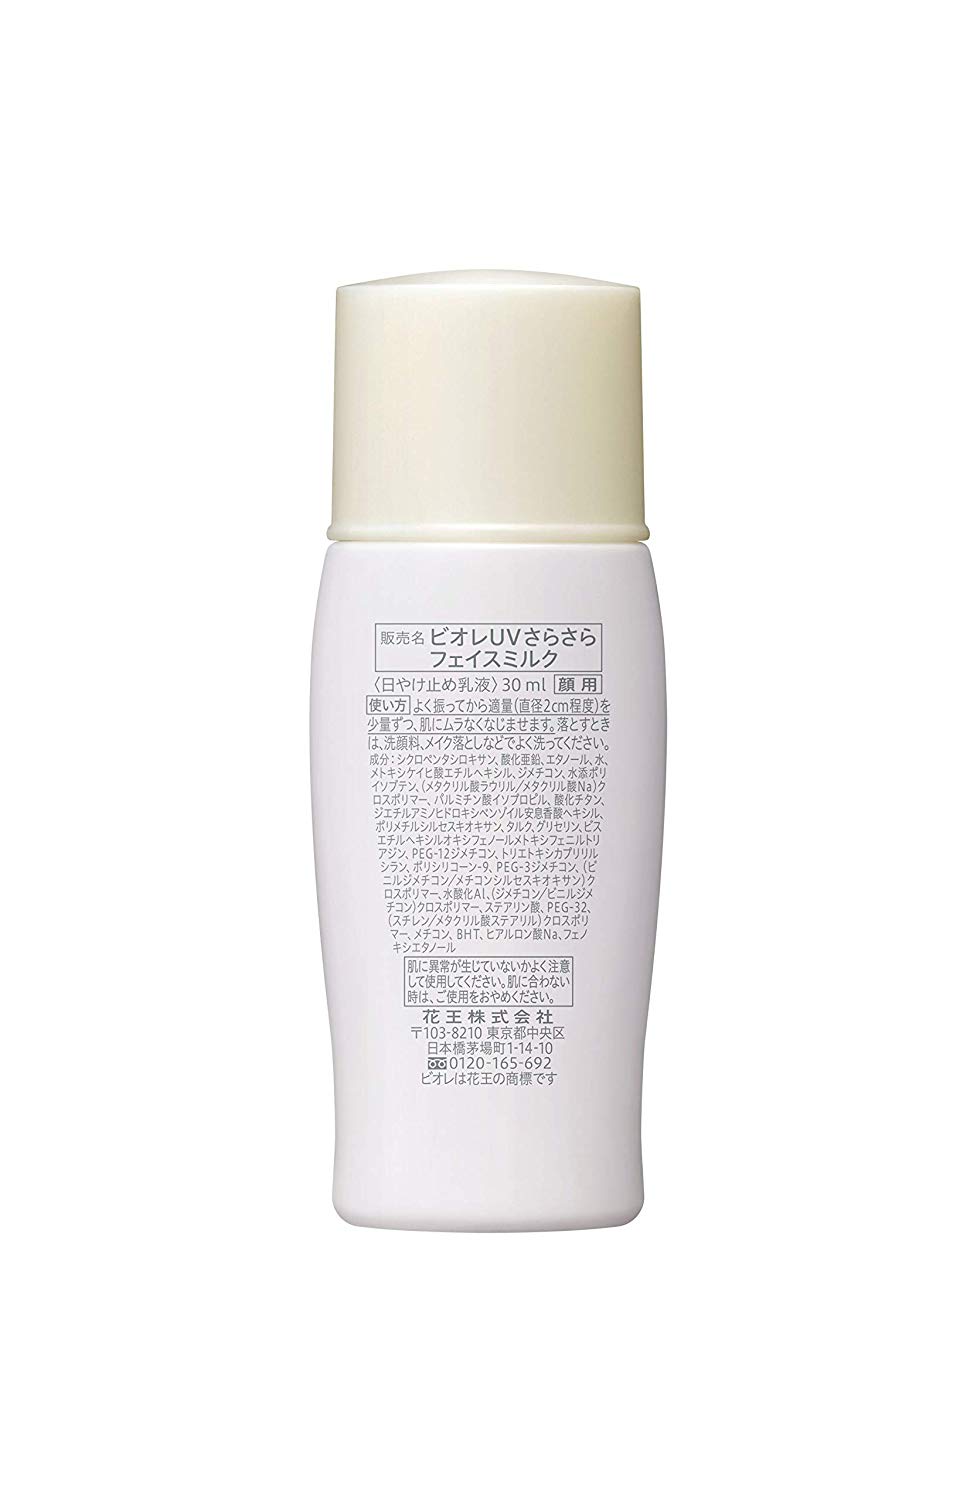 販売名 ビオレUVさらさら
フェイスミルク
〈日やけ止め乳液〉30 ml 顔用
使い方 よく振ってから適量(直径2cm程度)を
少量ずつ、肌にムラなくなじませます。落とすとき
は、洗顔料、メイク落としなどでよく洗ってください。
成分：シクロペンタシロキサン、酸化亜鉛、エタノール、水、
メトキシケイヒ酸エチルヘキシル、ジメチコン、水添ポリ
イソブテン、(メタクリル酸ラウリル/メタクリル酸Na)ク
ロスポリマー、パルミチン酸イソプロピル、酸化チタン、
ジエチルアミノヒドロキシベンゾイル安息香酸ヘキシル、
ポリメチルシルセスキオキサン、タルク、グリセリン、ビス
エチルヘキシルオキシフェノールメトキシフェニルトリ
アジン、PEG-12ジメチコン、トリエトキシカプリリル
シラン、ポリシリコーン-9、PEG-3ジメチコン、(ビ
ニルジメチコン/メチコンシルセスキオキサン)ク
ロスポリマー、水酸化Al、(ジメチコン/ビニルジメ
チコン)クロスポリマー、ステアリン酸、PEG-32、
(スチレン/メタクリル酸ステアリル)クロスポリ
マー、メチコン、BHT、ヒアルロン酸Na、フェノ
キシエタノール
肌に異常が生じていないかよく注意
して使用してください。肌に合わない
時は、ご使用をおやめください。
花王株式会社
〒103-8210 東京都中央区
日本橋茅場町1-14-10
0120-165-692
ビオレは花王の商標です